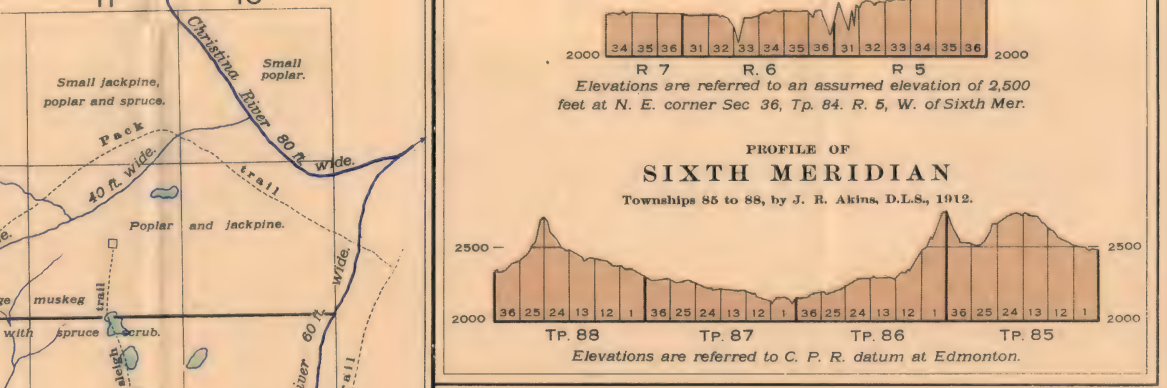 Christina River 80 ft. wide.
Small
poplar.
Small jackpine,
poplar and spruce.
Pack trail
40 ft. wide.
Poplar and jackpine.
wide.
60 ft.
muskeg
trail
with spruce scrub.
sleigh
2000
34 35 36 31 32 33 34 35 36 31 32 33 34 35 36
2000
R 7 R. 6 R 5
Elevations are referred to an assumed elevation of 2,500
feet at N. E. corner Sec 36, Tp. 84. R. 5, W. of Sixth Mer.
PROFILE OF
SIXTH MERIDIAN
Townships 85 to 88, by J. R. Akins, D.L.S., 1912.
2500
2500
2000
36 25 24 13 12 1 36 25 24 13 12 1 36 25 24 13 12 1 36 25 24 13 12 1
2000
TP. 88 TP. 87 TP. 86 TP. 85
Elevations are referred to C. P. R. datum at Edmonton.